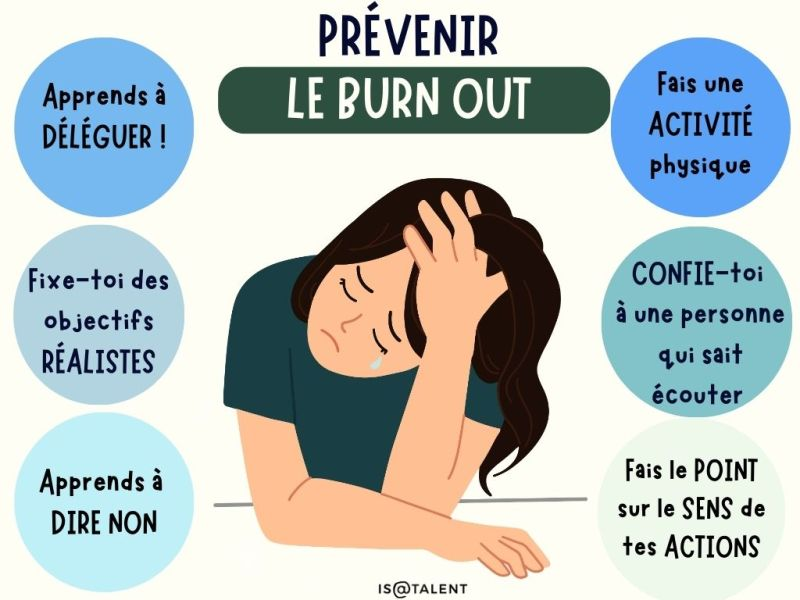 PRÉVENIR
LE BURN OUT
Apprends à
DÉLÉGUER !
Fixe-toi des
objectifs
RÉALISTES
Apprends à
DIRE NON
Fais une
ACTIVITÉ
physique
CONFIE-toi
à une personne
qui sait
écouter
Fais le POINT
sur le SENS de
tes ACTIONS
IS@TALENT